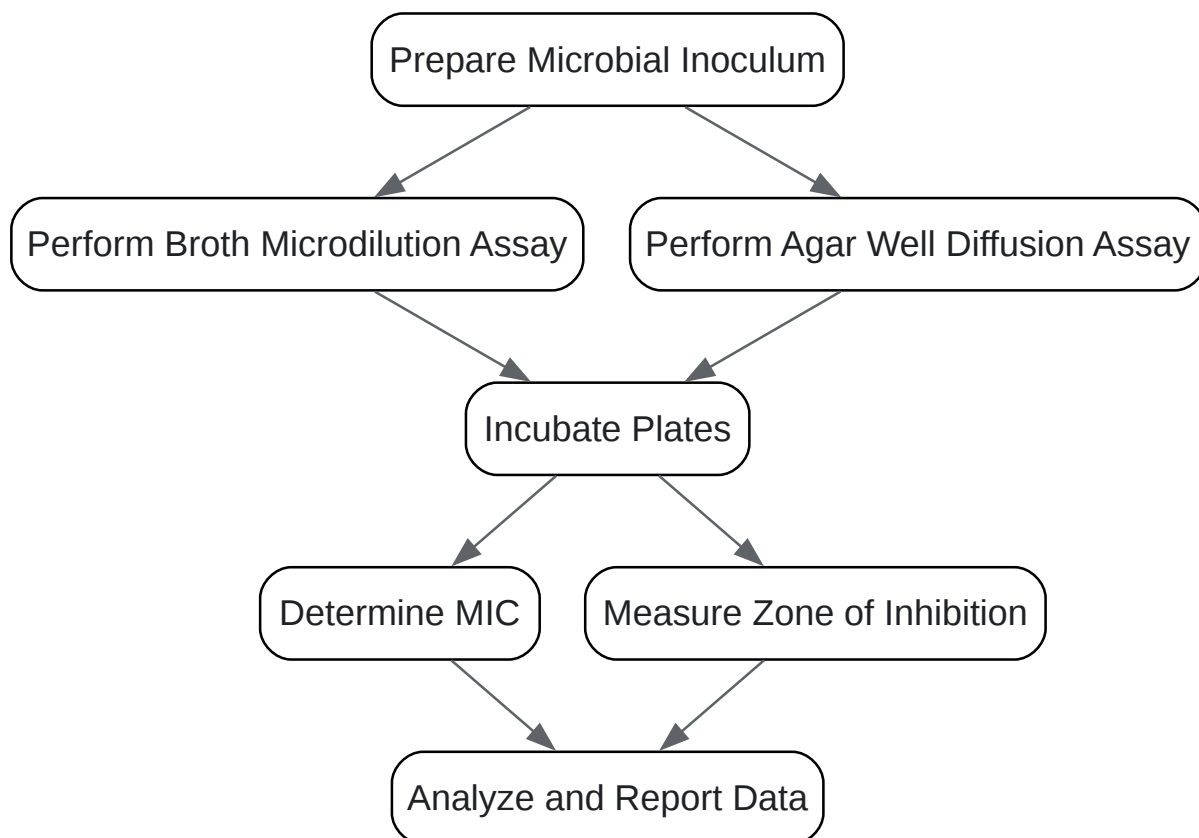 Prepare Microbial Inoculum
Perform Broth Microdilution Assay
Perform Agar Well Diffusion Assay
Incubate Plates
Determine MIC
Measure Zone of Inhibition
Analyze and Report Data